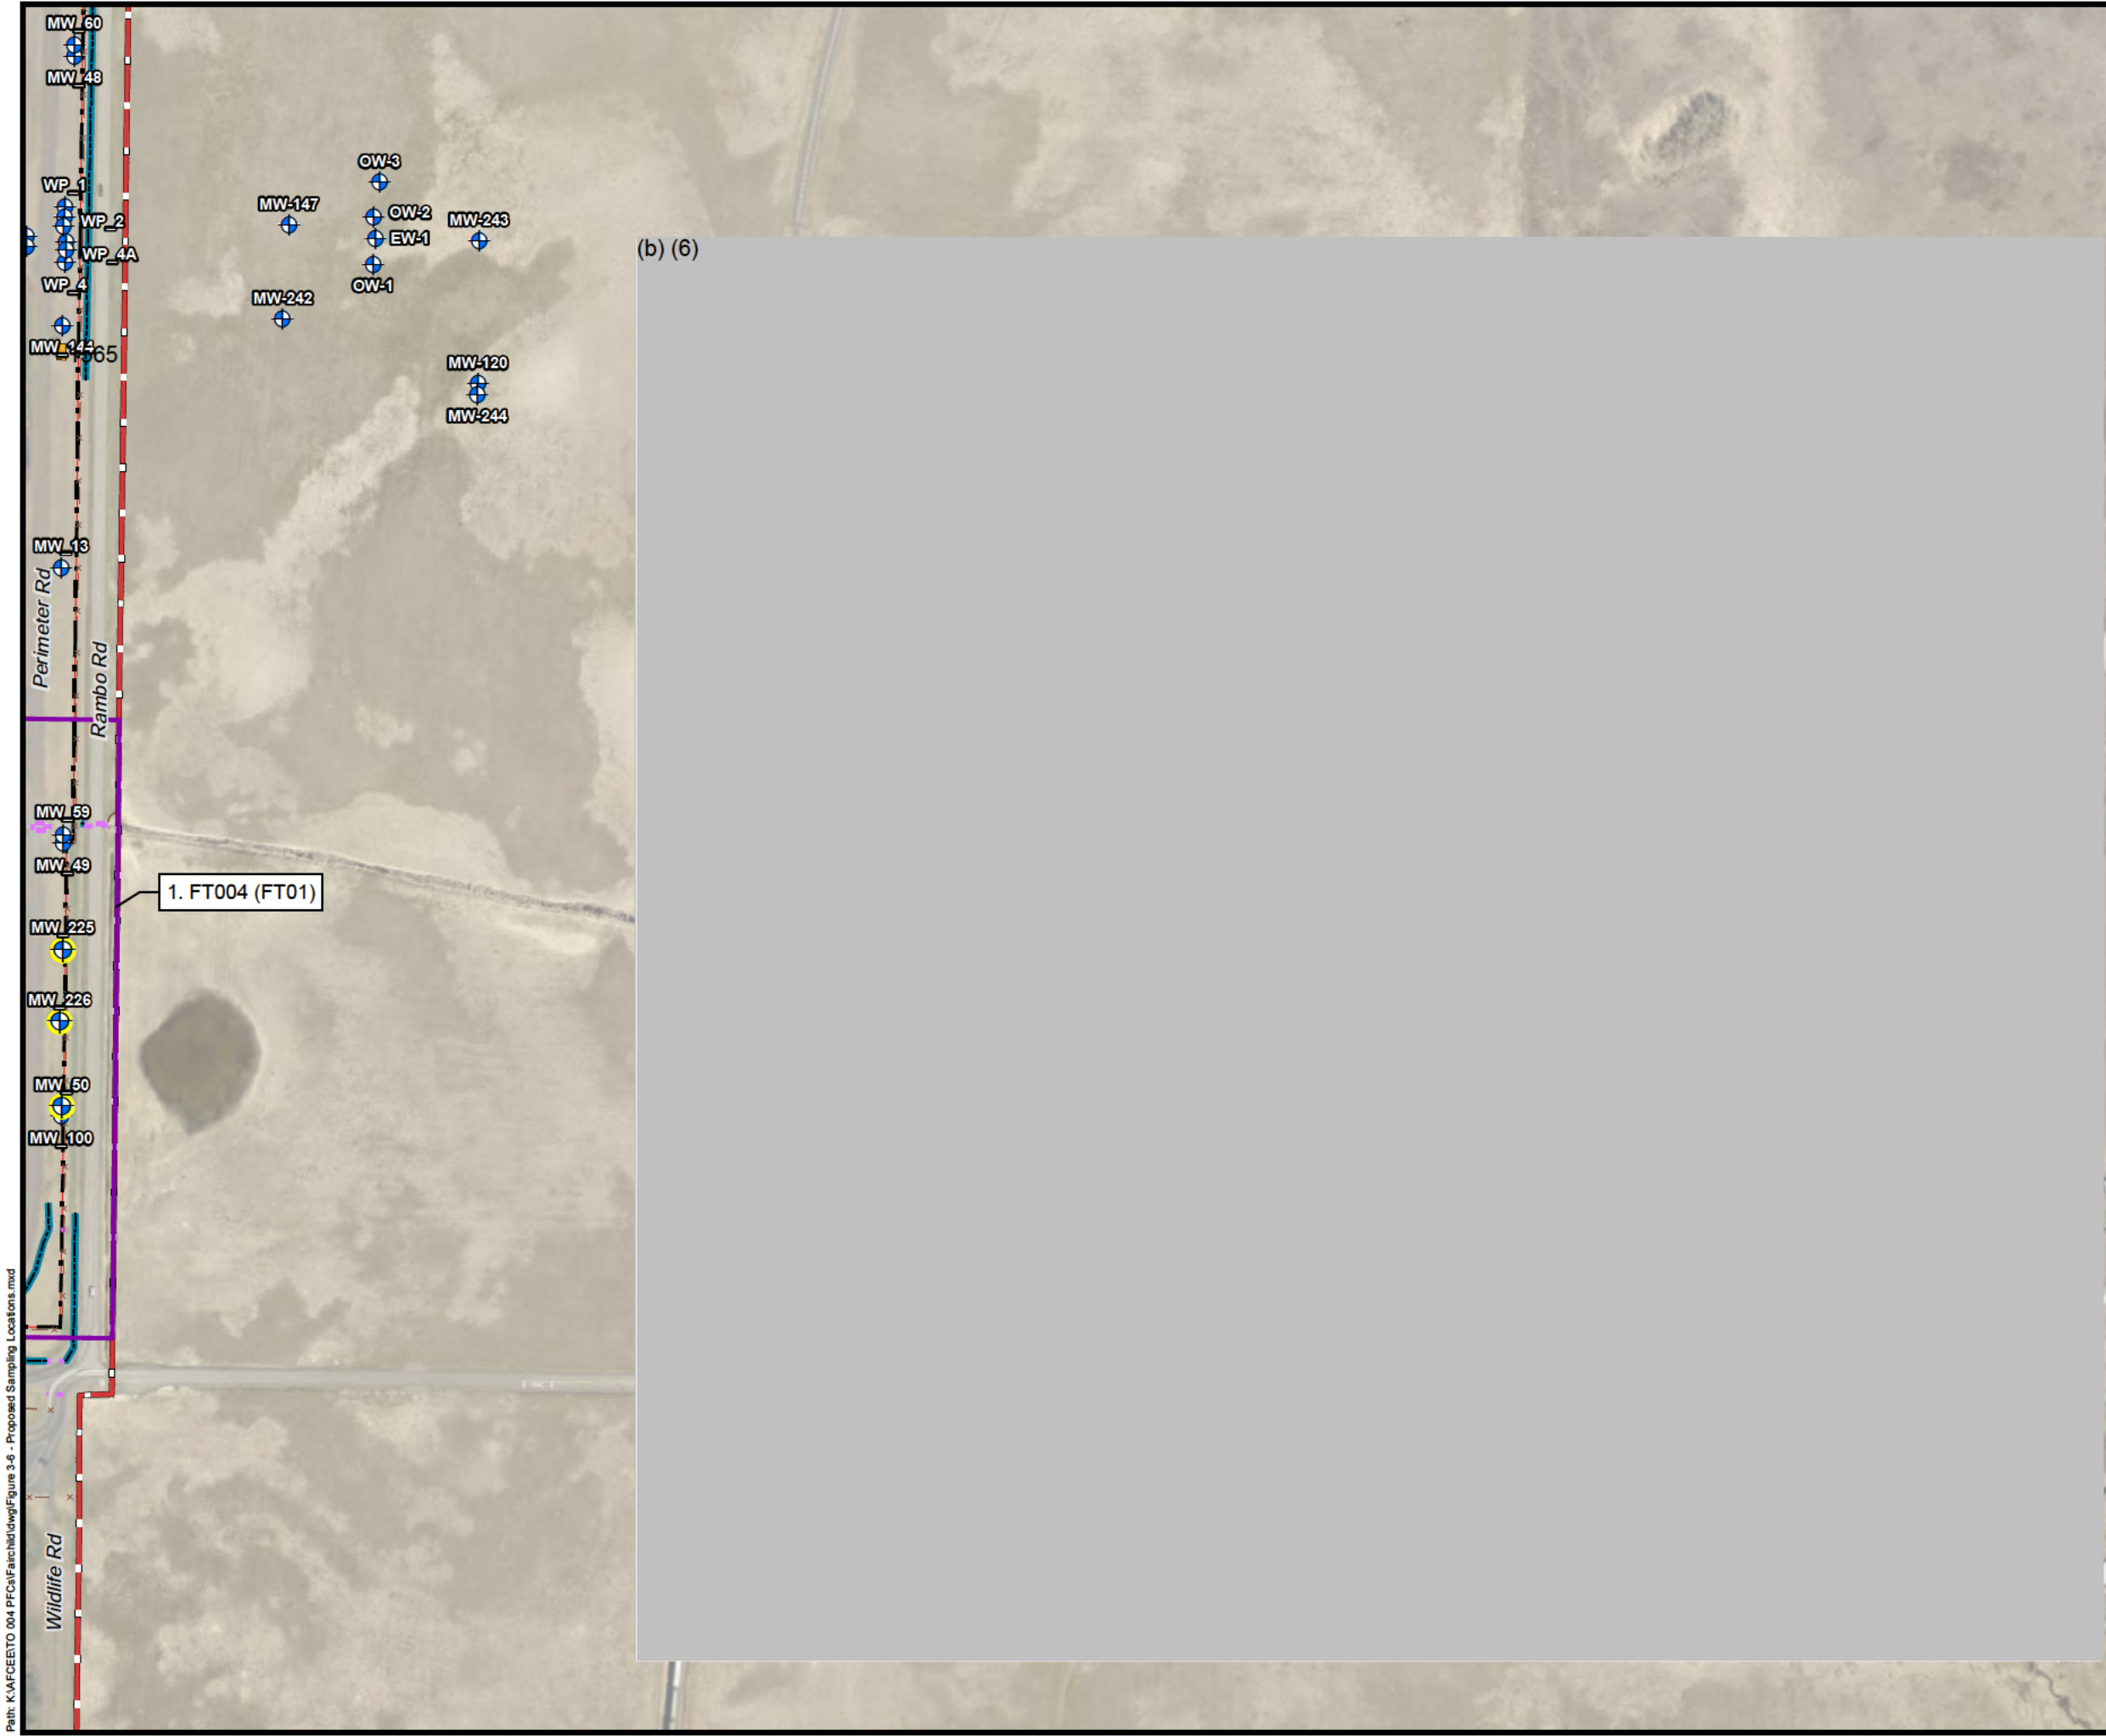 MW_60
MW_48
OW-3
WP_1
MW-147
OW-2
MW-243
WP_2
EW-1
(b) (6)
WP_4A
WP_4
OW-1
MW-242
MW_144
MW-120
MW-244
MW_13
Perimeter Rd
Rambo Rd
MW_59
MW_49
1. FT004 (FT01)
MW_225
MW_226
MW_50
MW_100
Wildlife Rd
Path: K:\AFCEE\TO 004 PFCs\Fairchild\dwg\Figure 3-6 - Proposed Sampling Locations.mxd